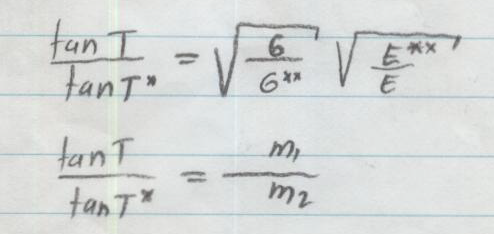 tan T / tan T* = √(6 / 6**) √(E** / E)
tan T / tan T* = m₁ / m₂